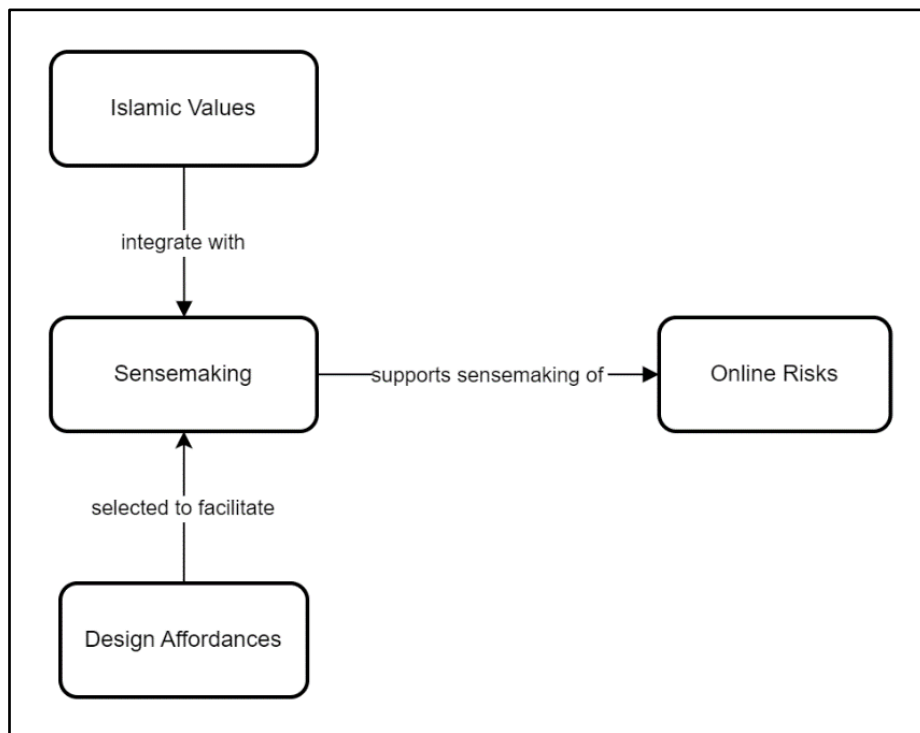 Islamic Values
integrate with
Sensemaking
supports sensemaking of
Online Risks
selected to facilitate
Design Affordances